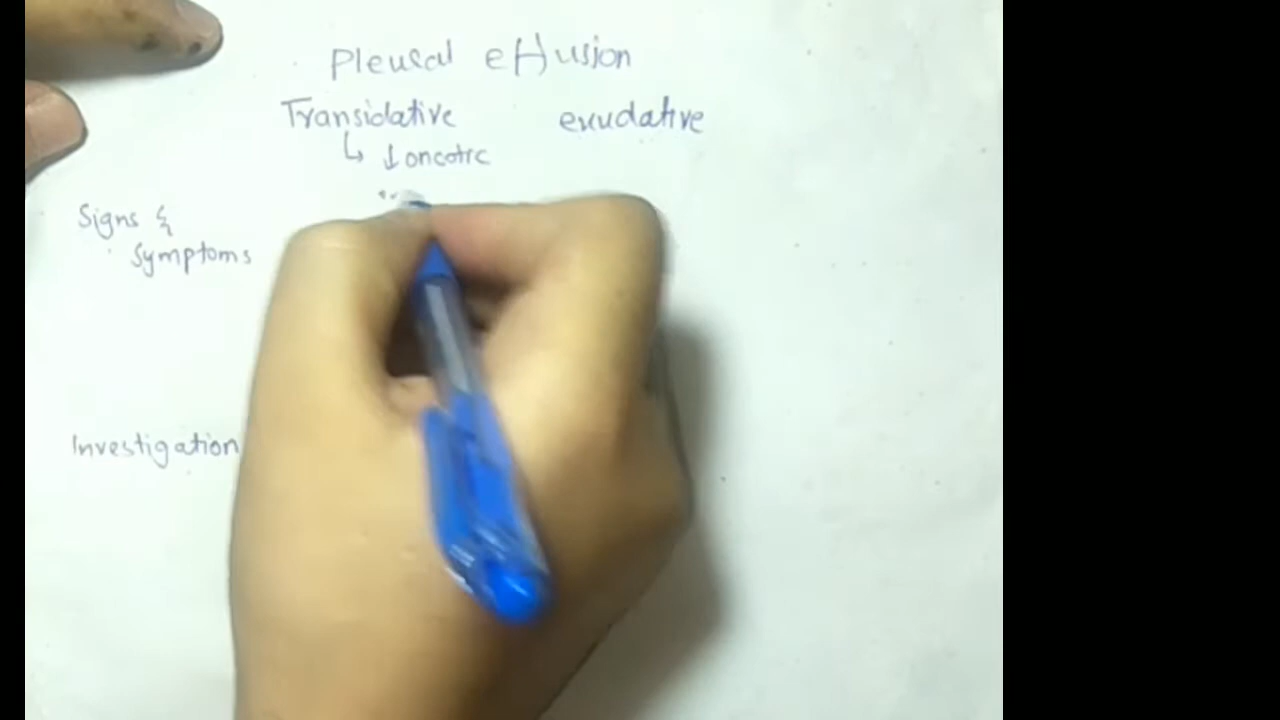 Pleural effusion
Transidative exudative
↳ ↓ oncotic
Signs &
Symptoms
Investigation